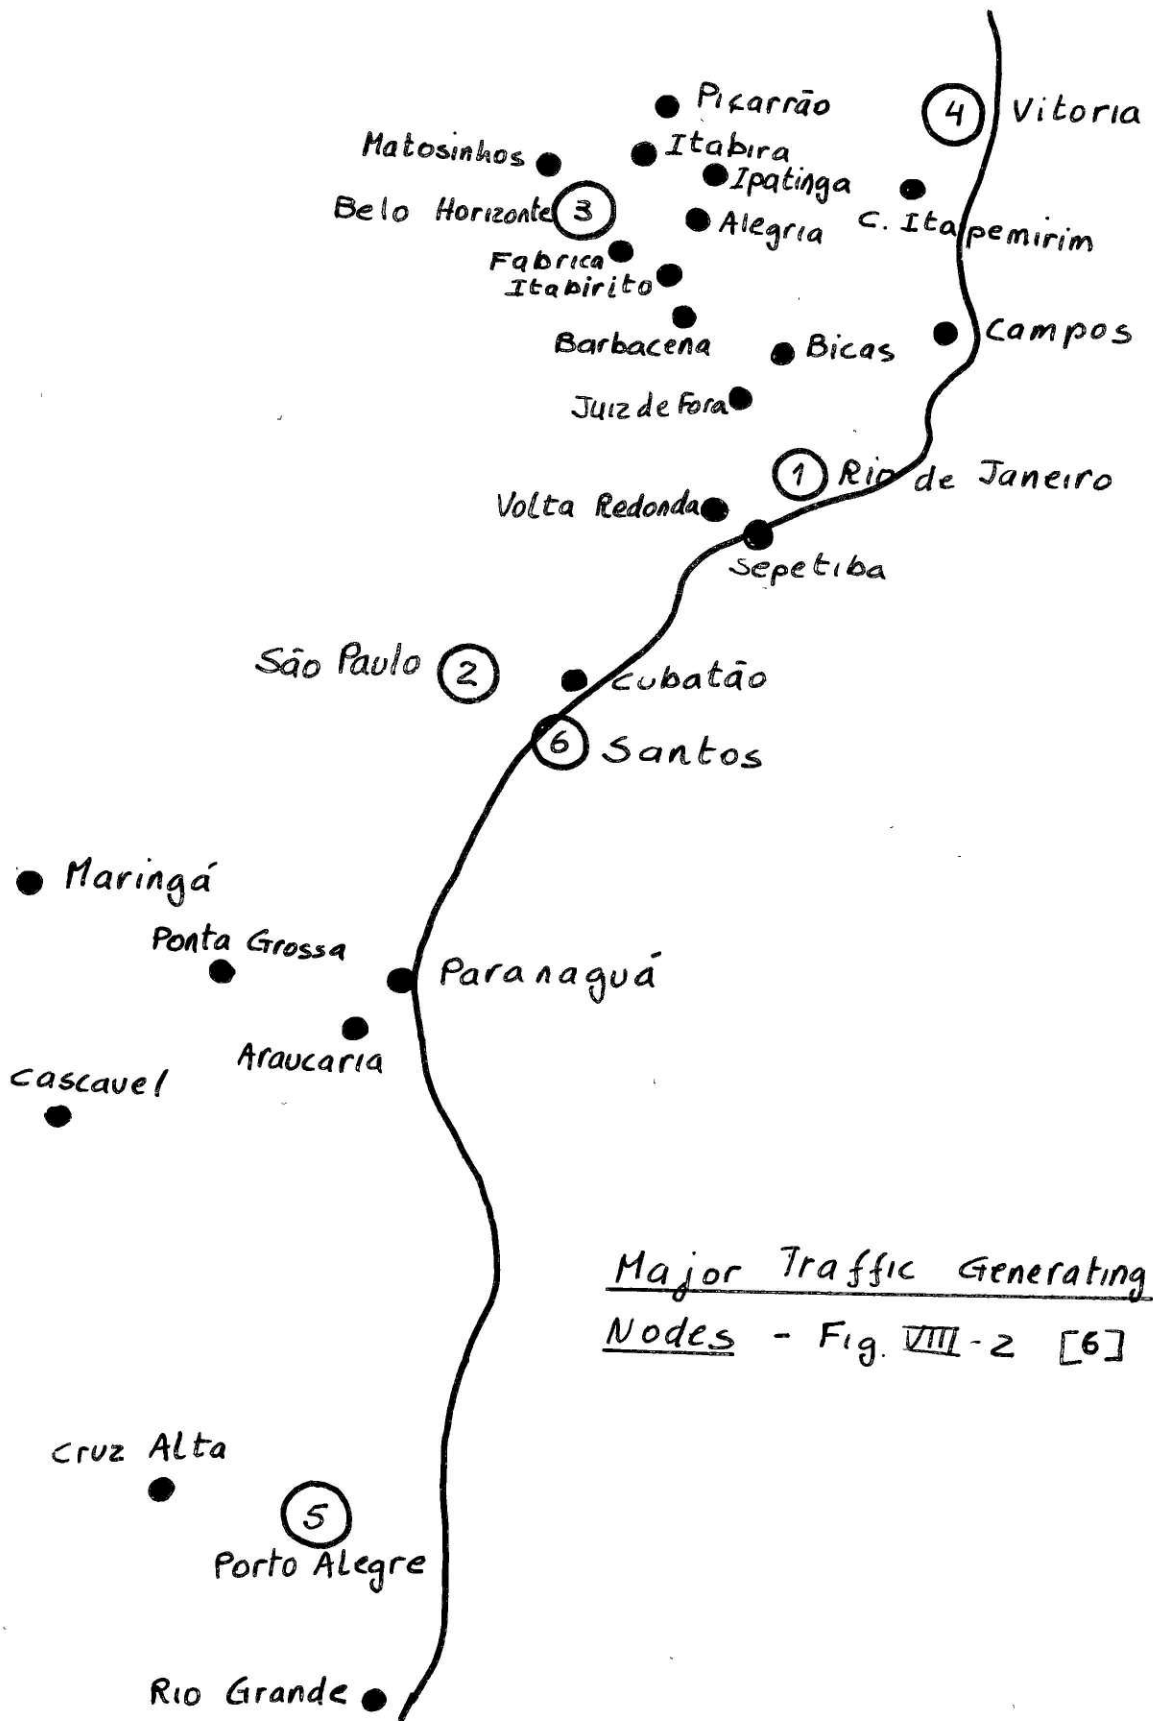 Piçarrão
4 Vitoria
Matosinhos
Itabira
Ipatinga
Belo Horizonte 3
Alegria
C. Itapemirim
Fabrica
Itabirito
Barbacena
Bicas
Campos
Juiz de Fora
1 Rio de Janeiro
Volta Redonda
Sepetiba
São Paulo 2
Cubatão
6 Santos
Maringá
Ponta Grossa
Paranaguá
Araucaria
Cascavel
Major Traffic Generating
Nodes - Fig. VIII-2 [6]
Cruz Alta
5
Porto Alegre
Rio Grande